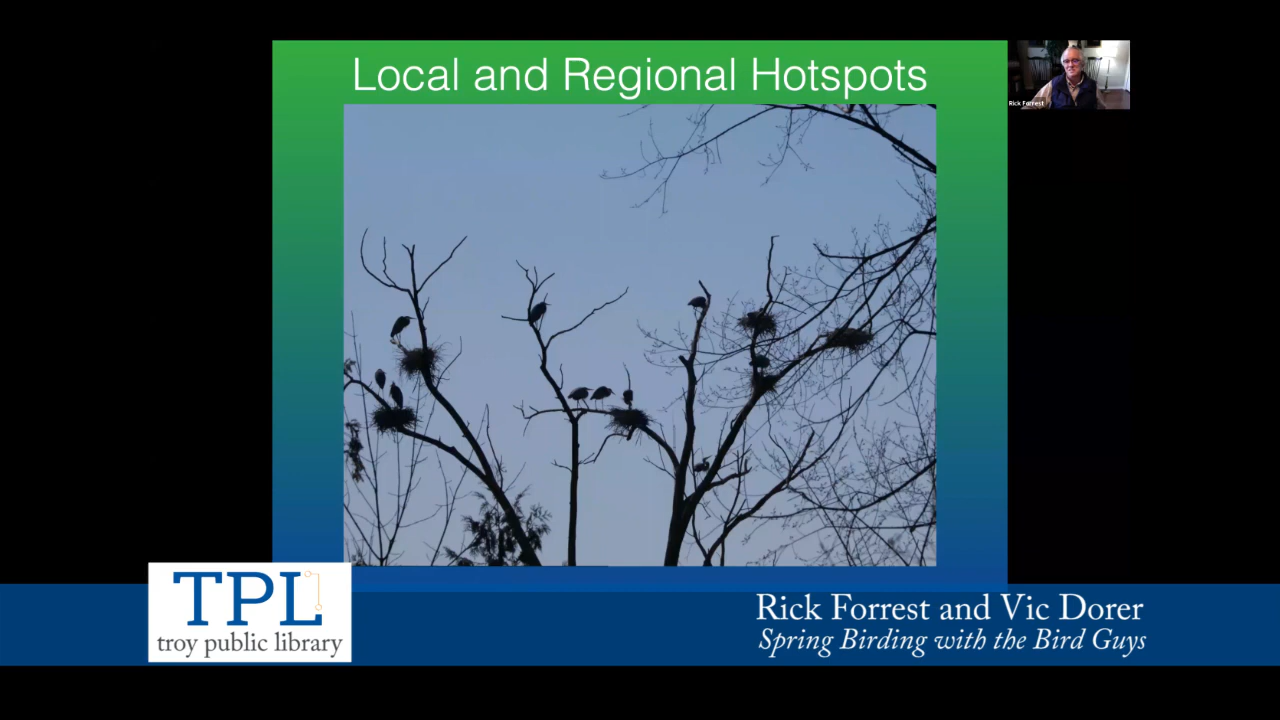 Local and Regional Hotspots
Rick Forrest
TPL
troy public library
Rick Forrest and Vic Dorer
Spring Birding with the Bird Guys